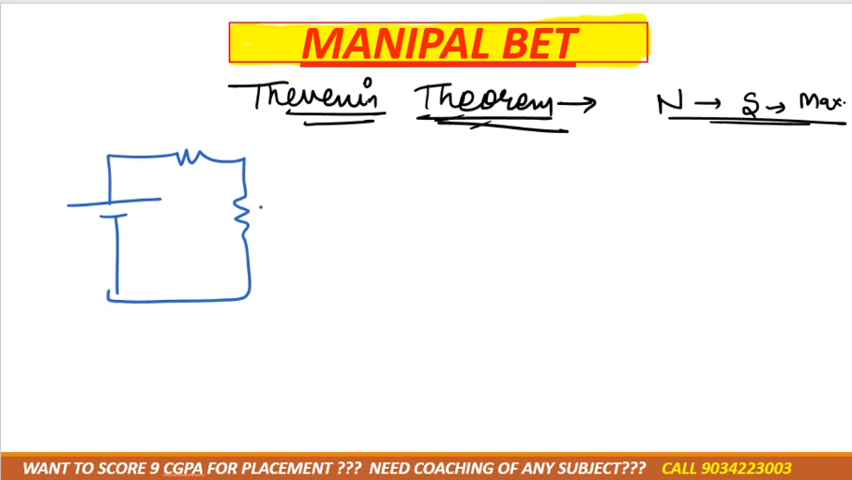 MANIPAL BET
Thevenin Theorem → N → S → Max.
WANT TO SCORE 9 CGPA FOR PLACEMENT ??? NEED COACHING OF ANY SUBJECT??? CALL 9034223003